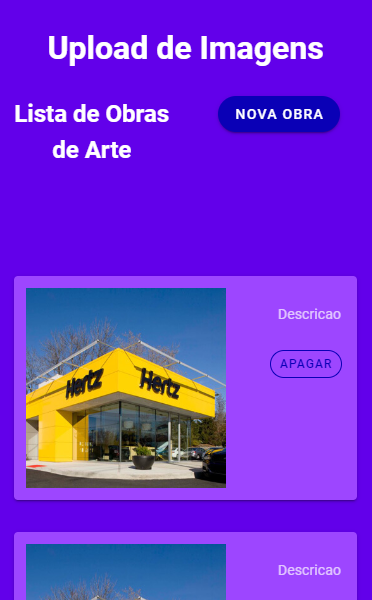 Upload de Imagens
Lista de Obras
de Arte
NOVA OBRA
Descricao
APAGAR
Hertz Hertz
Descricao